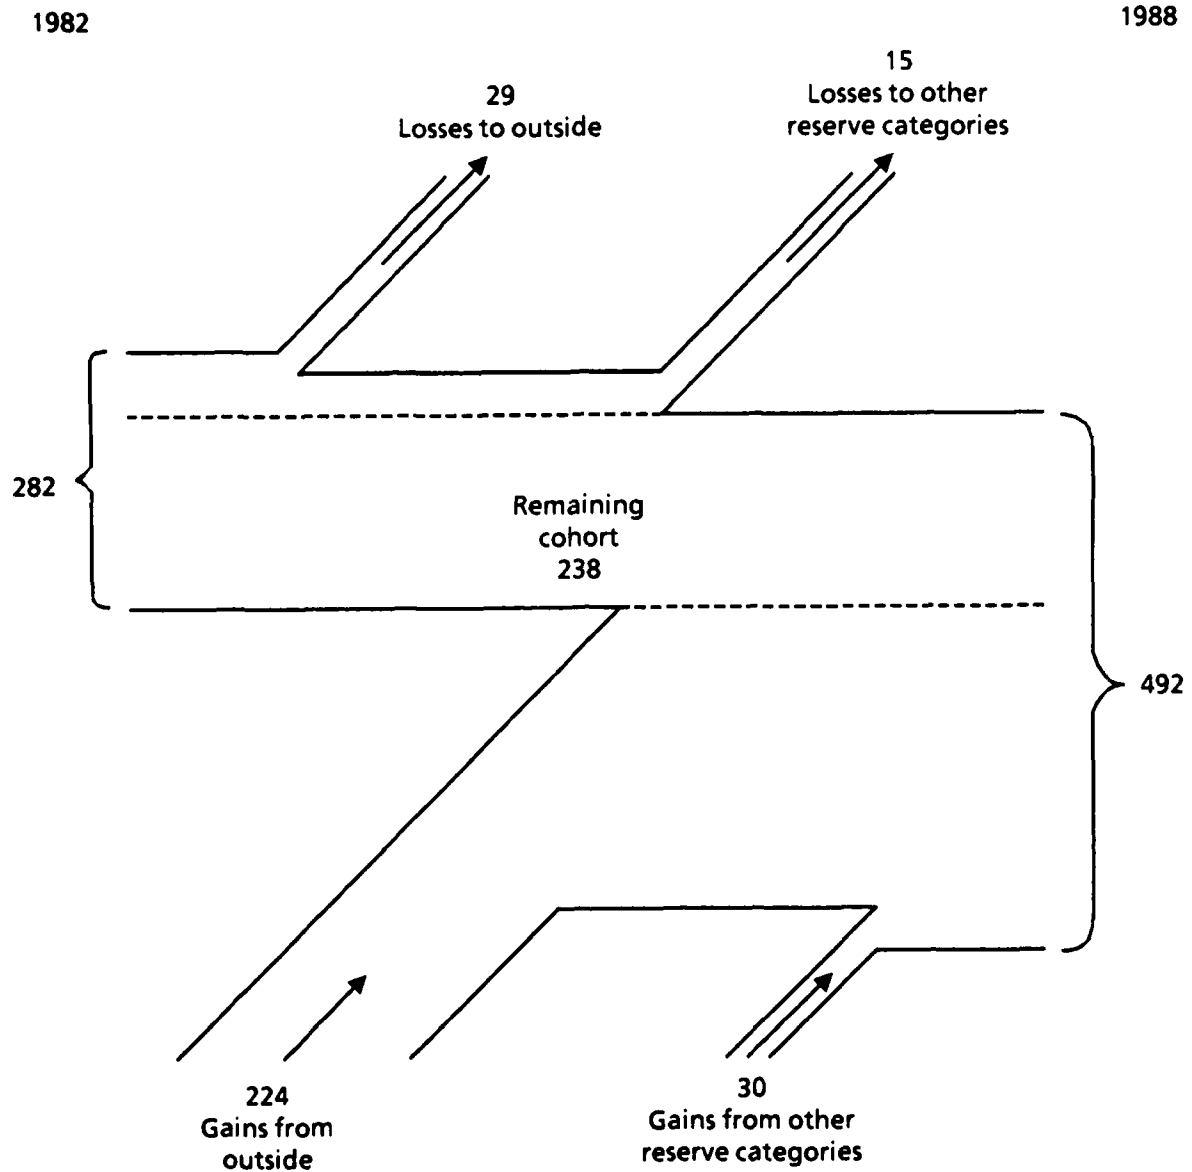 1982
1988
29
Losses to outside
15
Losses to other
reserve categories
282
Remaining
cohort
238
492
224
Gains from
outside
30
Gains from other
reserve categories